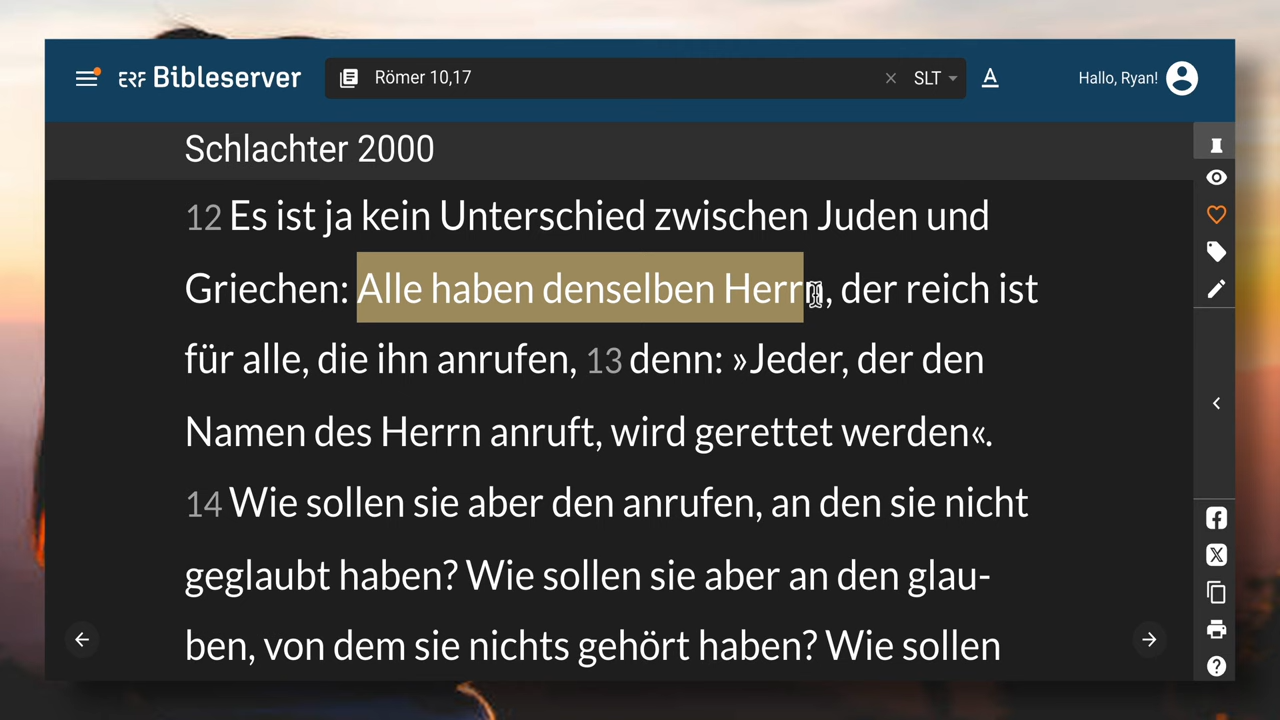 ERF Bibleserver
Römer 10,17
SLT
A
Hallo, Ryan!
Schlachter 2000
12 Es ist ja kein Unterschied zwischen Juden und
Griechen: Alle haben denselben Herrn, der reich ist
für alle, die ihn anrufen, 13 denn: »Jeder, der den
Namen des Herrn anruft, wird gerettet werden«.
14 Wie sollen sie aber den anrufen, an den sie nicht
geglaubt haben? Wie sollen sie aber an den glau-
ben, von dem sie nichts gehört haben? Wie sollen